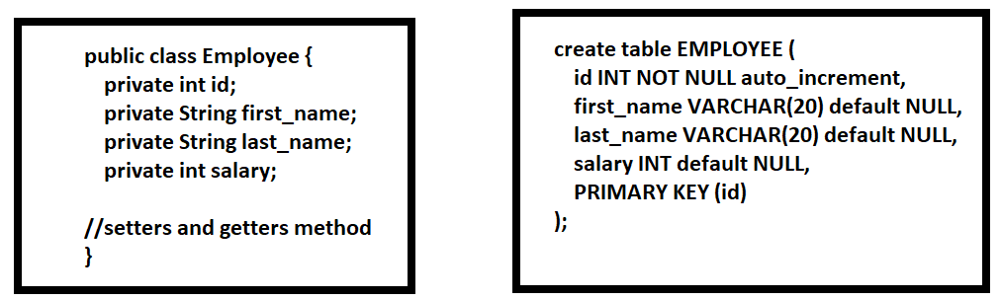 public class Employee {
private int id;
private String first_name;
private String last_name;
private int salary;
//setters and getters method
}
create table EMPLOYEE (
id INT NOT NULL auto_increment,
first_name VARCHAR(20) default NULL,
last_name VARCHAR(20) default NULL,
salary INT default NULL,
PRIMARY KEY (id)
);